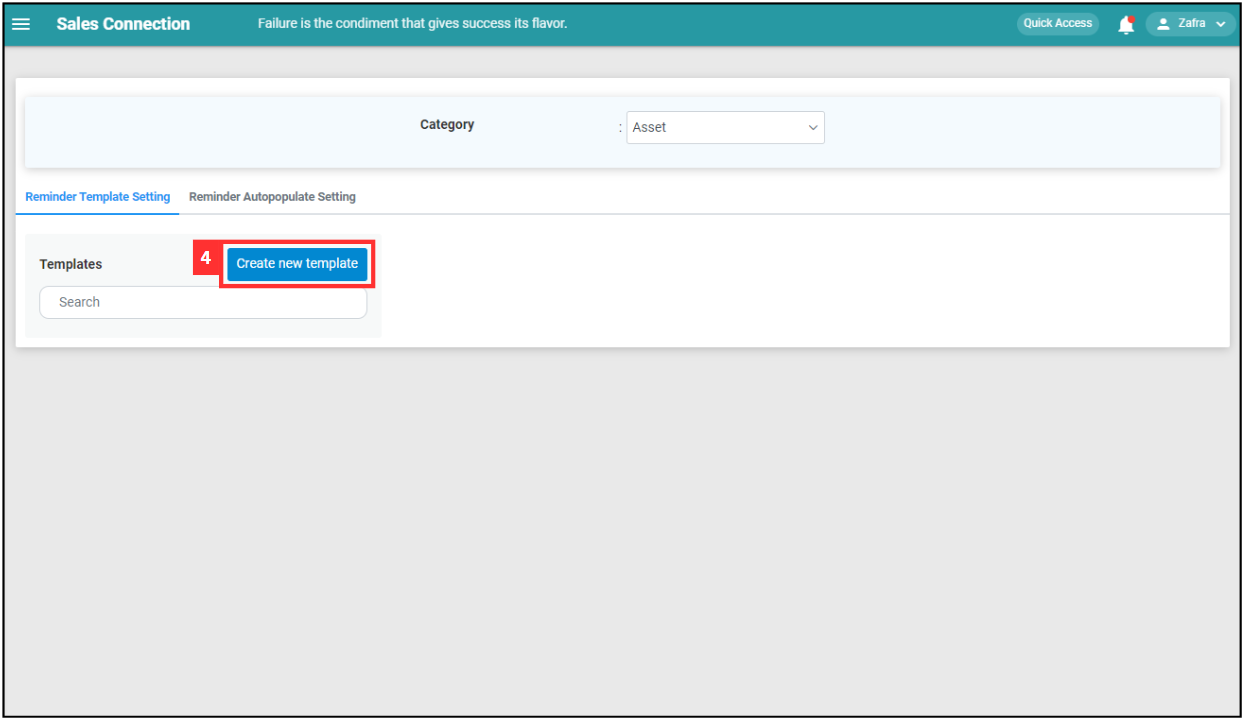 Sales Connection Failure is the condiment that gives success its flavor. Quick Access Zafra
Category : Asset
Reminder Template Setting Reminder Autopopulate Setting
Templates 4 Create new template
Search